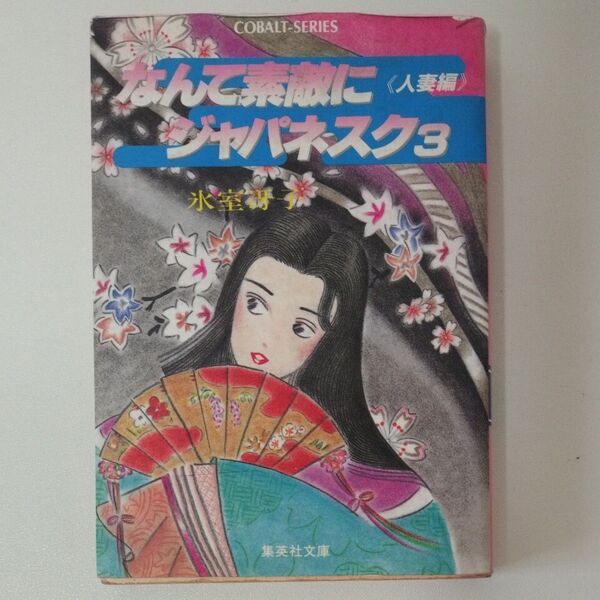 COBALT-SERIES
なんて素敵に
《人妻編》
ジャパネスク3
氷室冴子
集英社文庫